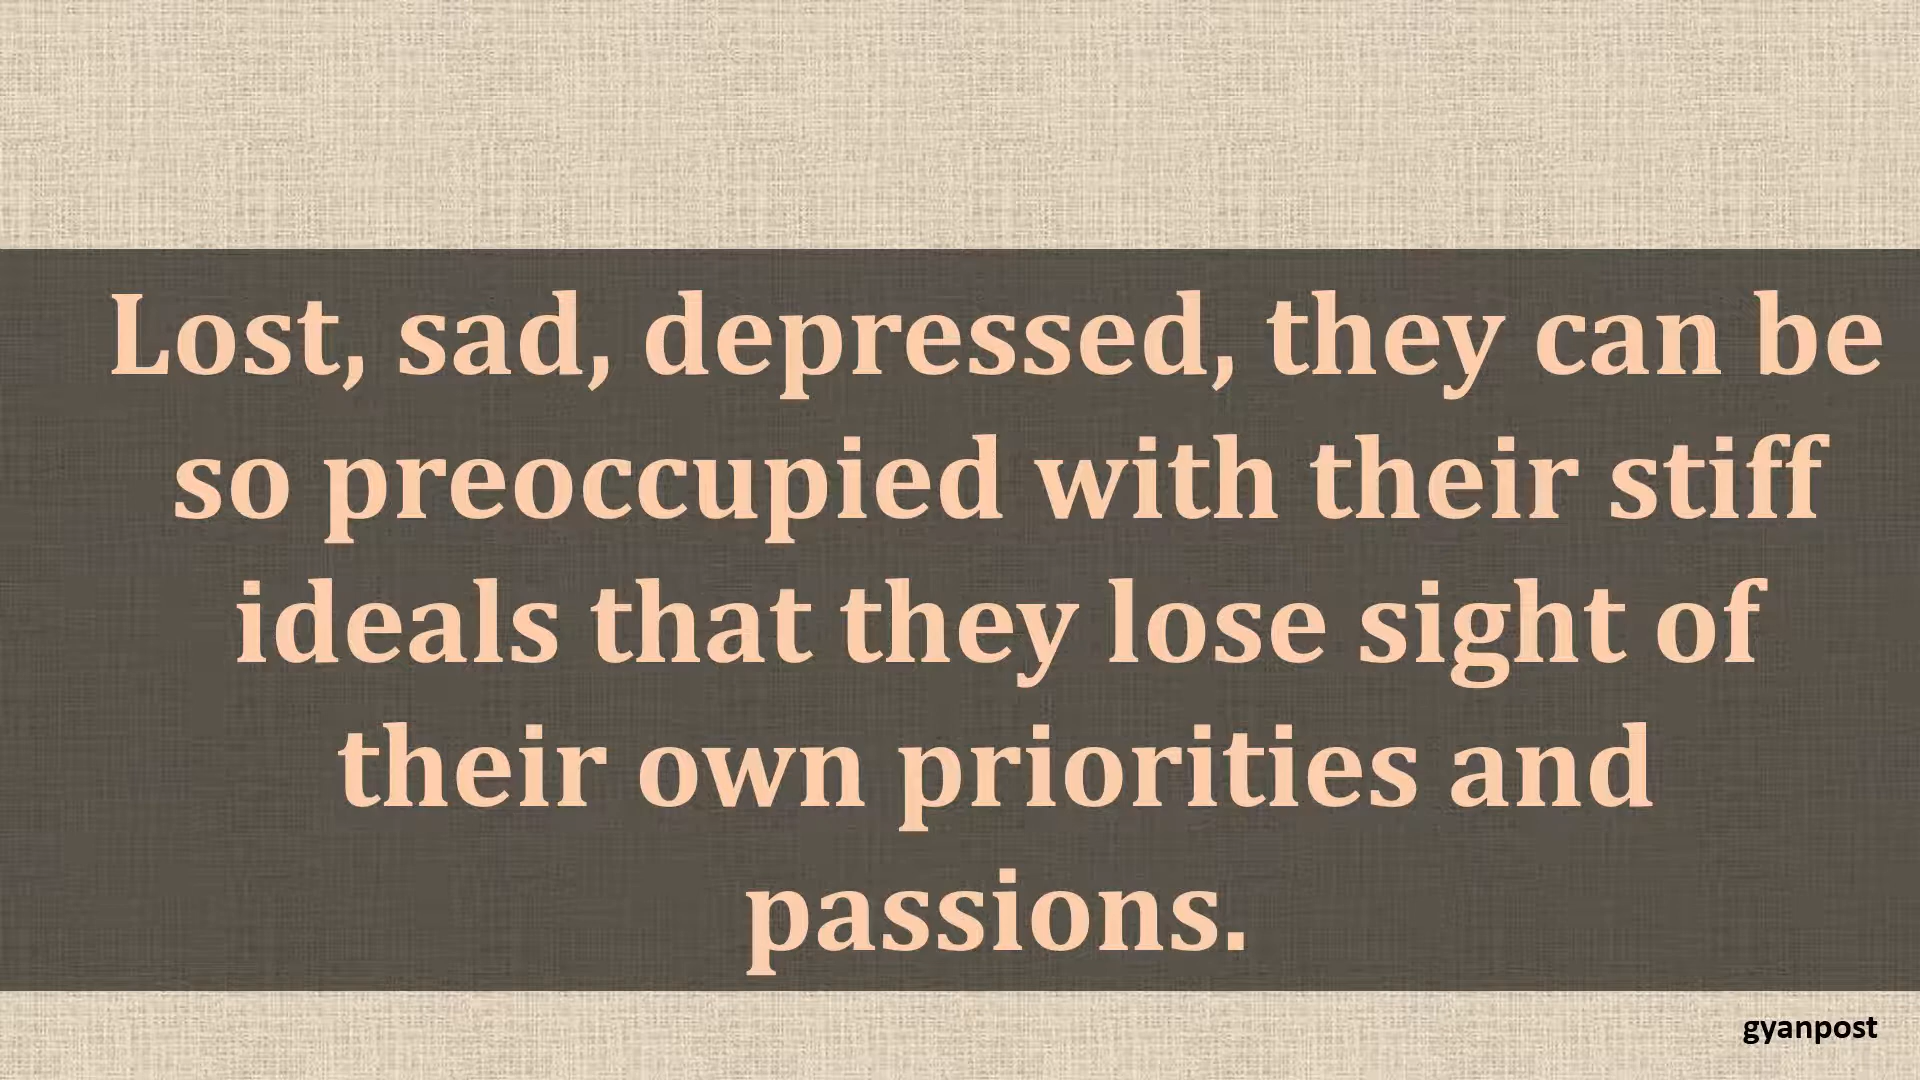 Lost, sad, depressed, they can be
so preoccupied with their stiff
ideals that they lose sight of
their own priorities and
passions.
gyanpost